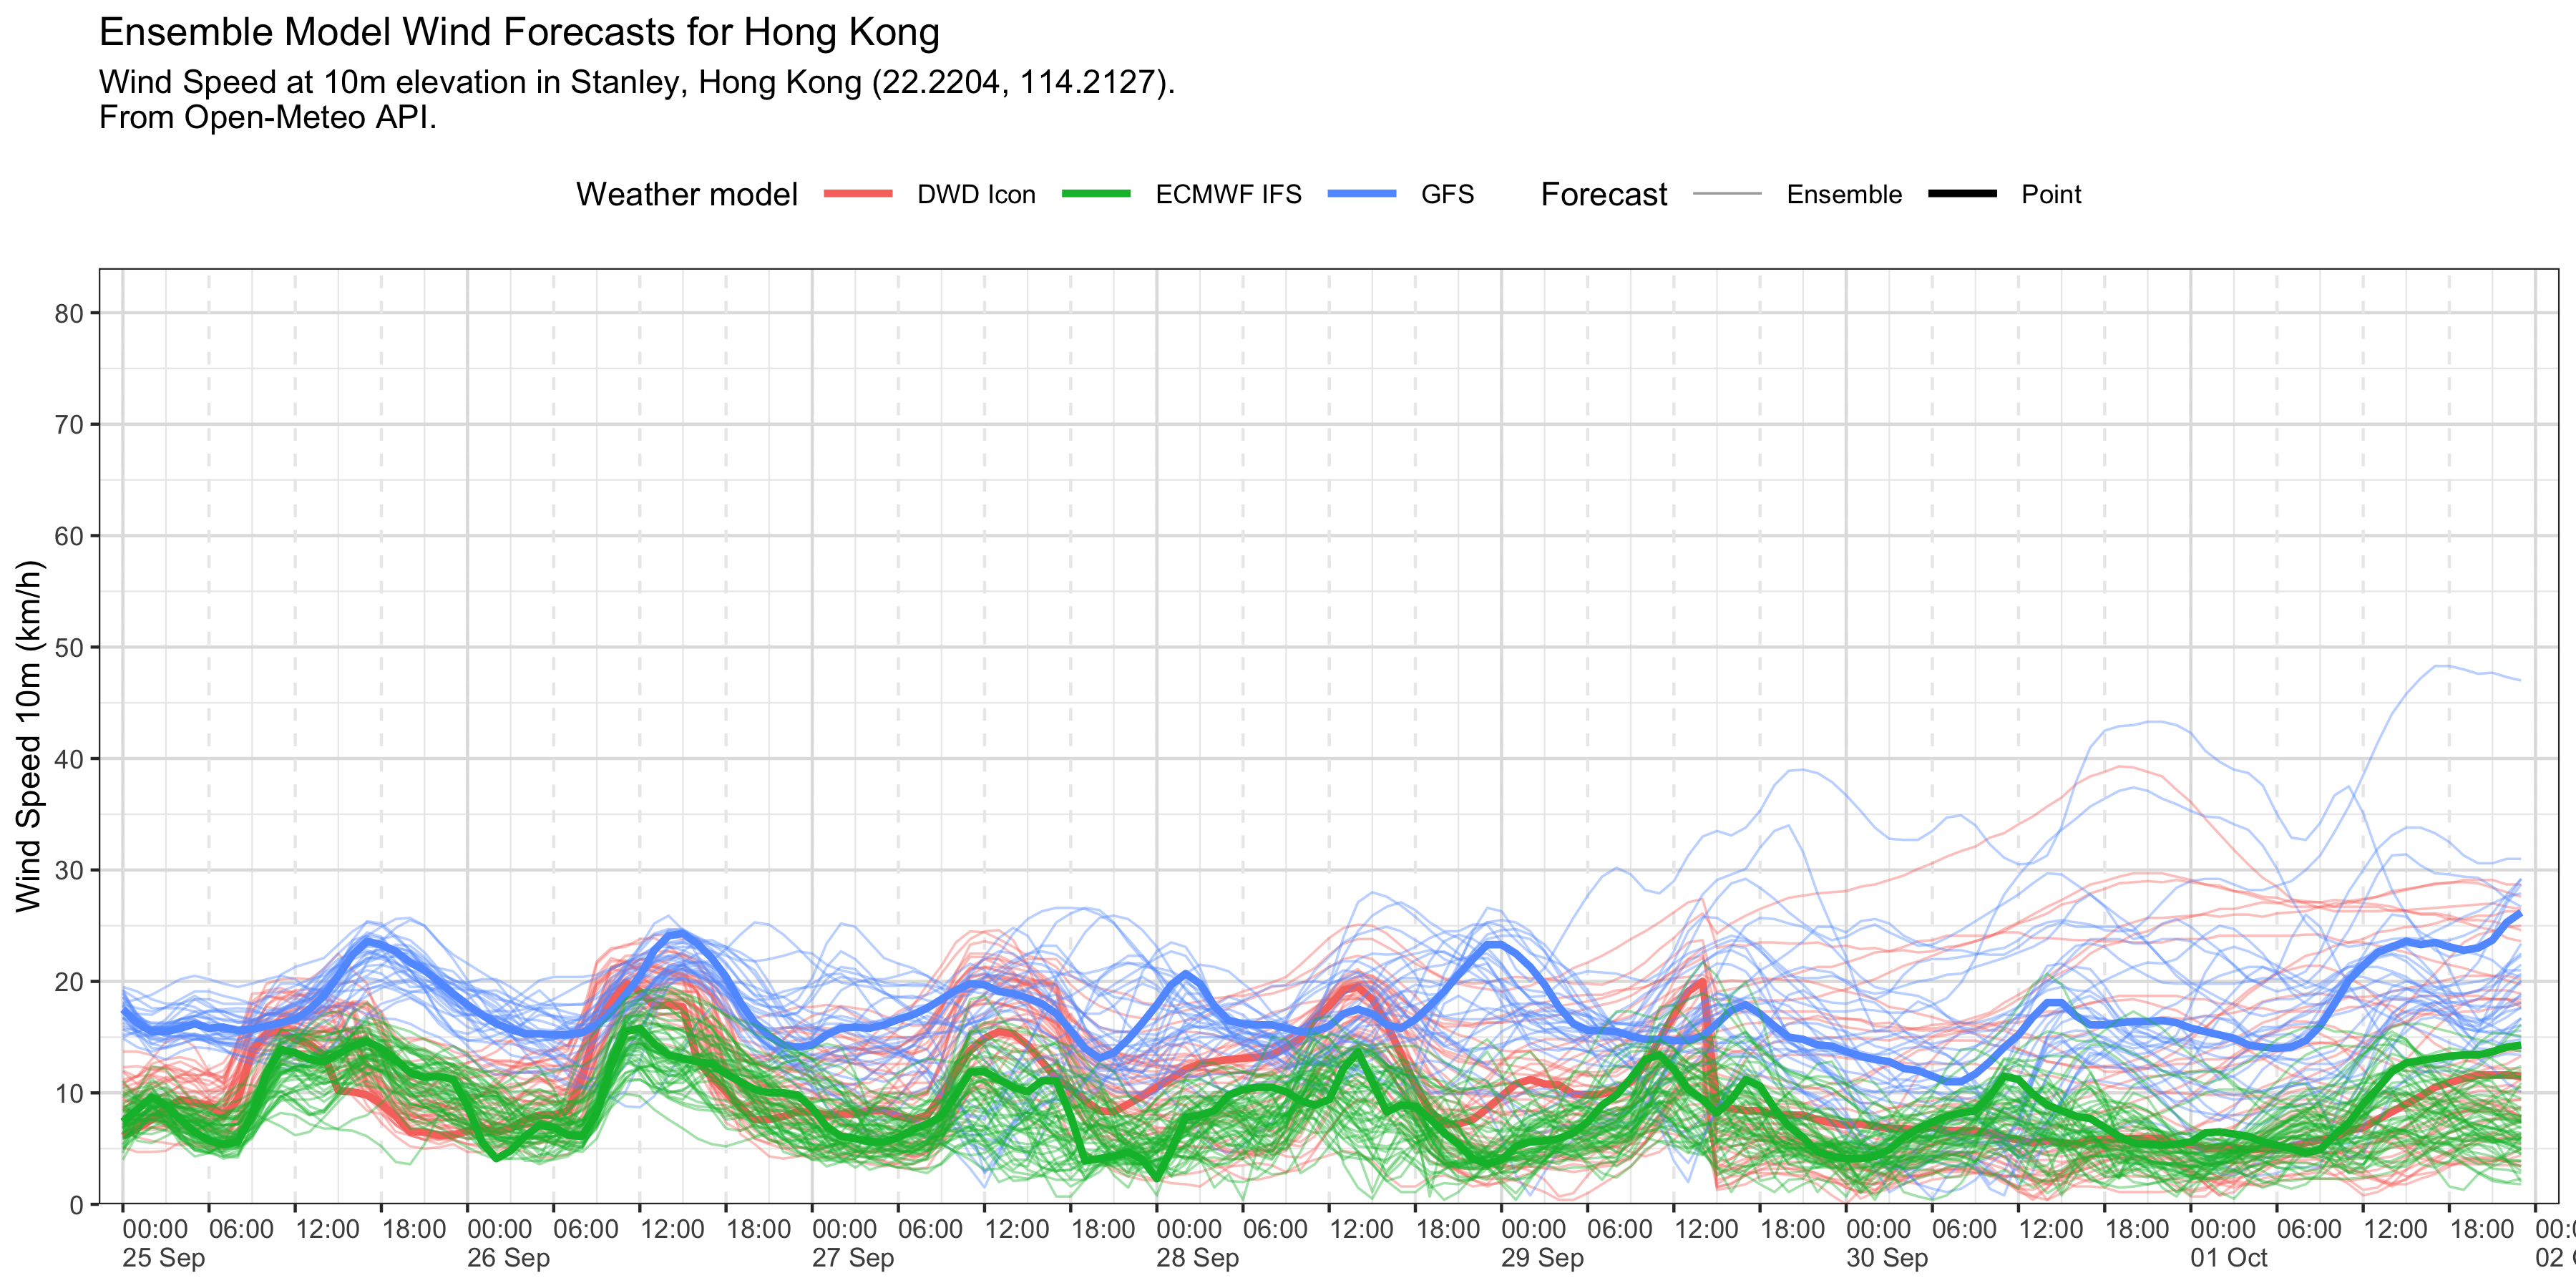 Ensemble Model Wind Forecasts for Hong Kong
Wind Speed at 10m elevation in Stanley, Hong Kong (22.2204, 114.2127).
From Open-Meteo API.
Weather model DWD Icon ECMWF IFS GFS Forecast Ensemble Point
Wind Speed 10m (km/h)
80
70
60
50
40
30
20
10
0
00:00 06:00 12:00 18:00 00:00 06:00 12:00 18:00 00:00 06:00 12:00 18:00 00:00 06:00 12:00 18:00 00:00 06:00 12:00 18:00 00:00 06:00 12:00 18:00 00:00 06:00 12:00 18:00
25 Sep 26 Sep 27 Sep 28 Sep 29 Sep 30 Sep 01 Oct 02